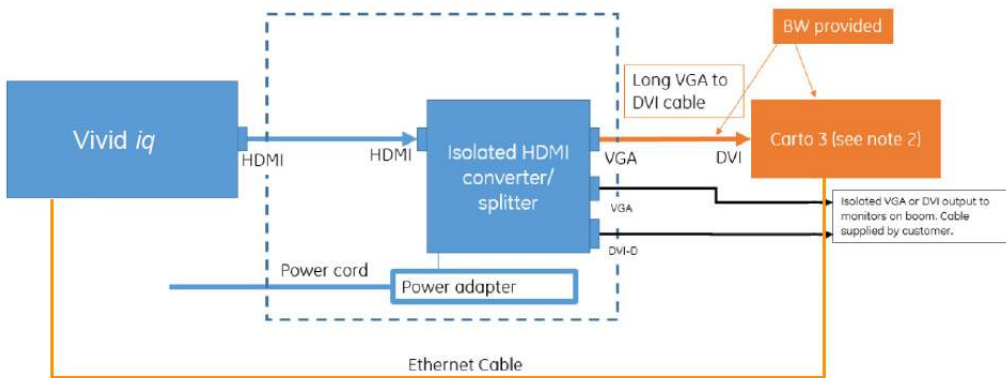 BW provided
Long VGA to
DVI cable
Vivid iq
HDMI
HDMI
Isolated HDMI
converter/
splitter
VGA
DVI
Carto 3 (see note 2)
VGA
DVI-D
Isolated VGA or DVI output to
monitors on boom. Cable
supplied by customer.
Power cord
Power adapter
Ethernet Cable